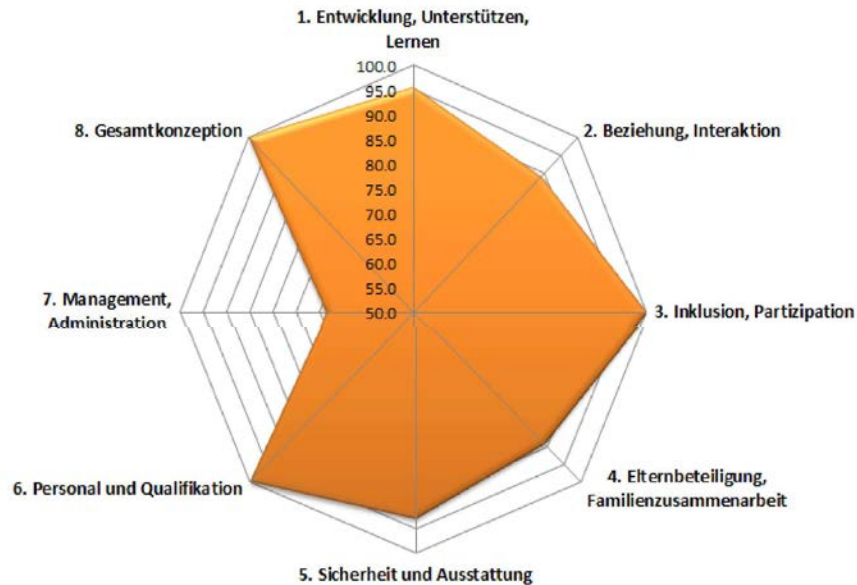 1. Entwicklung, Unterstützen,
Lernen
100.0
95.0
90.0
85.0
80.0
75.0
70.0
65.0
60.0
55.0
50.0
2. Beziehung, Interaktion
3. Inklusion, Partizipation
4. Elternbeteiligung,
Familienzusammenarbeit
5. Sicherheit und Ausstattung
6. Personal und Qualifikation
7. Management,
Administration
8. Gesamtkonzeption